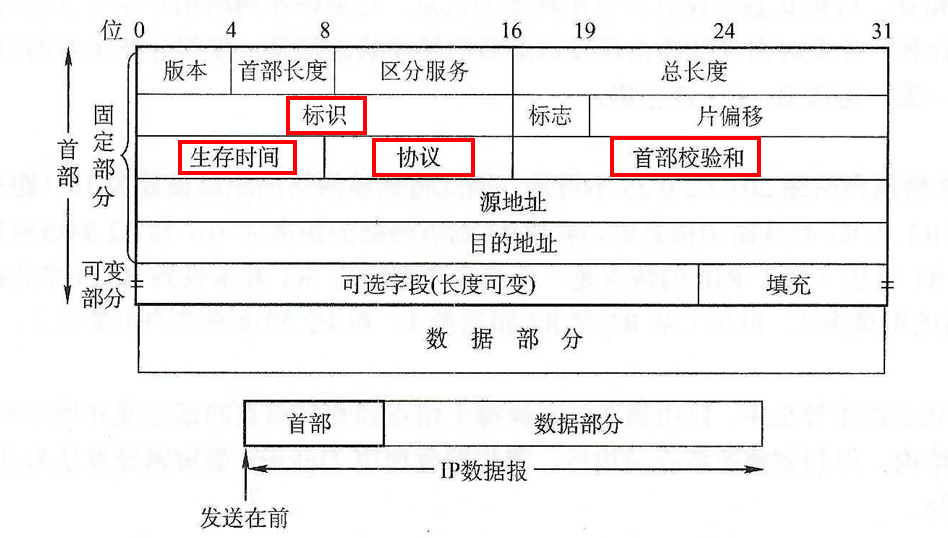 位 0 4 8 16 19 24 31
版本 首部长度 区分服务 总长度
标识 标志 片偏移
生存时间 协议 首部校验和
源地址
目的地址
可选字段(长度可变) 填充
数据部分
首部
固定部分
可变部分
首部 数据部分
IP数据报
发送在前